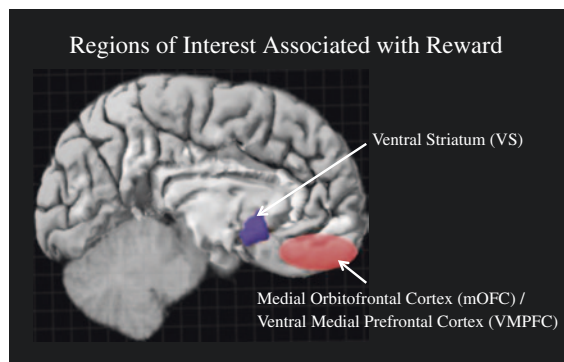 Regions of Interest Associated with Reward
Ventral Striatum (VS)
Medial Orbitofrontal Cortex (mOFC) /
Ventral Medial Prefrontal Cortex (VMPFC)